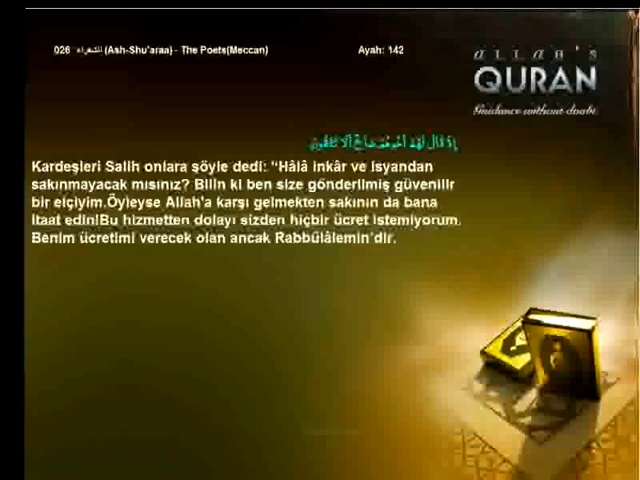 026 الشعراء (Ash-Shu'araa) - The Poets(Meccan) Ayah: 142
ALLAH'S
QURAN
Guidance without doubt
إِذْ قَالَ لَهُمْ أَخُوهُمْ صَالِحٌ أَلَا تَتَّقُونَ
Kardeşleri Salih onlara şöyle dedi: “Hâlâ inkâr ve isyandan
sakınmayacak mısınız? Bilin ki ben size gönderilmiş güvenilir
bir elçiyim.Öyleyse Allah'a karşı gelmekten sakının da bana
itaat edin!Bu hizmetten dolayı sizden hiçbir ücret istemiyorum.
Benim ücretimi verecek olan ancak Rabbülâlemin’dir.